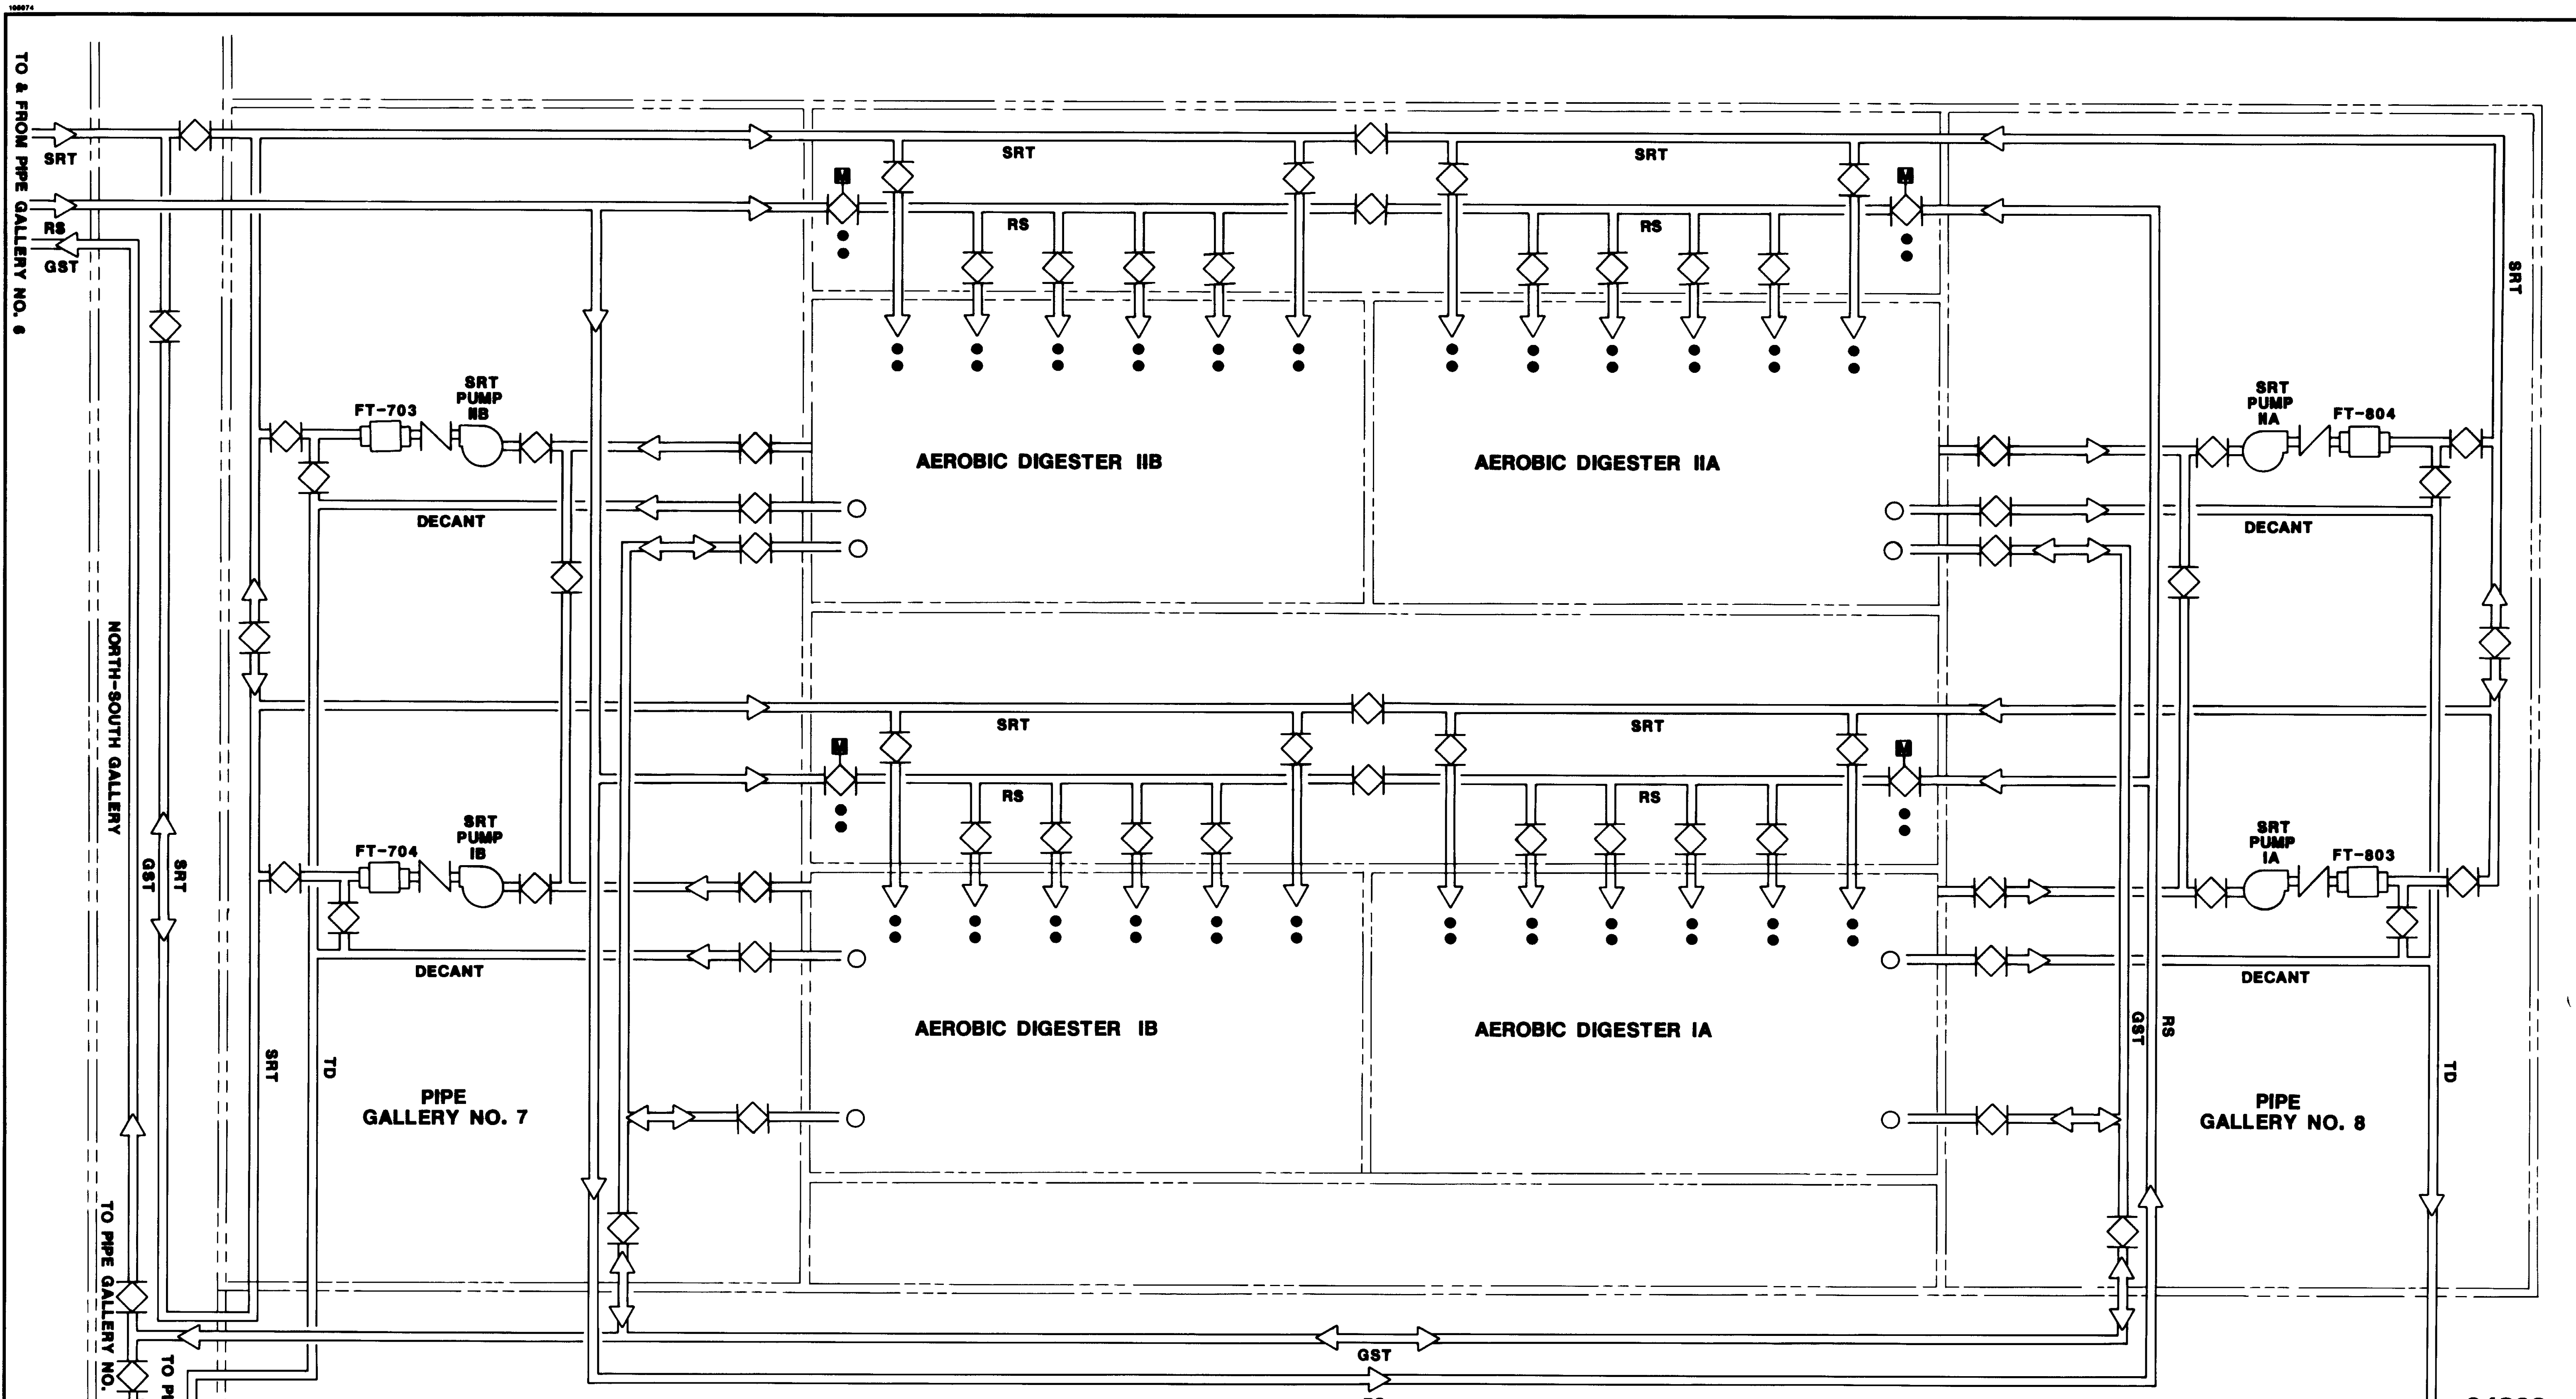 106074
TO & FROM PIPE GALLERY NO. 6
SRT
RS
GST
SRT
SRT
M
M
RS
RS
SRT
SRT
PUMP
IIB
FT-703
SRT
PUMP
IIA
FT-804
AEROBIC DIGESTER IIB
AEROBIC DIGESTER IIA
DECANT
DECANT
NORTH-SOUTH GALLERY
SRT
SRT
M
M
RS
RS
SRT
PUMP
IB
FT-704
SRT
PUMP
IA
FT-803
GST
SRT
DECANT
DECANT
AEROBIC DIGESTER IB
AEROBIC DIGESTER IA
GST
RS
SRT
TD
TD
PIPE
GALLERY NO. 7
PIPE
GALLERY NO. 8
TO PIPE GALLERY NO.
GST